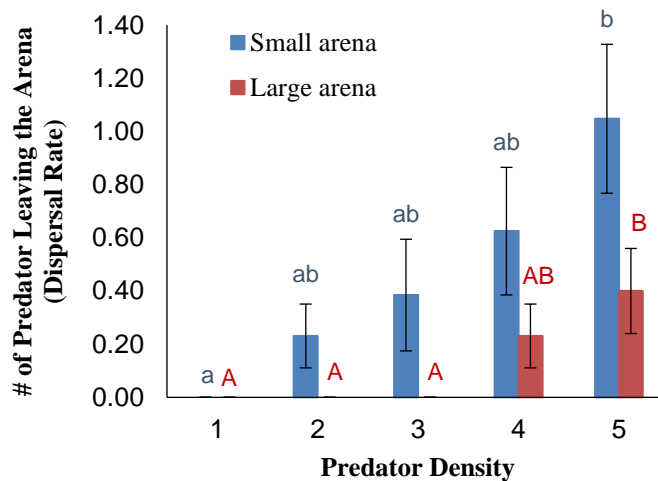 # of Predator Leaving the Arena
(Dispersal Rate)
1.40
1.20
1.00
0.80
0.60
0.40
0.20
0.00
Small arena
Large arena
a A
ab A
ab A
ab AB
b B
1 2 3 4 5
Predator Density